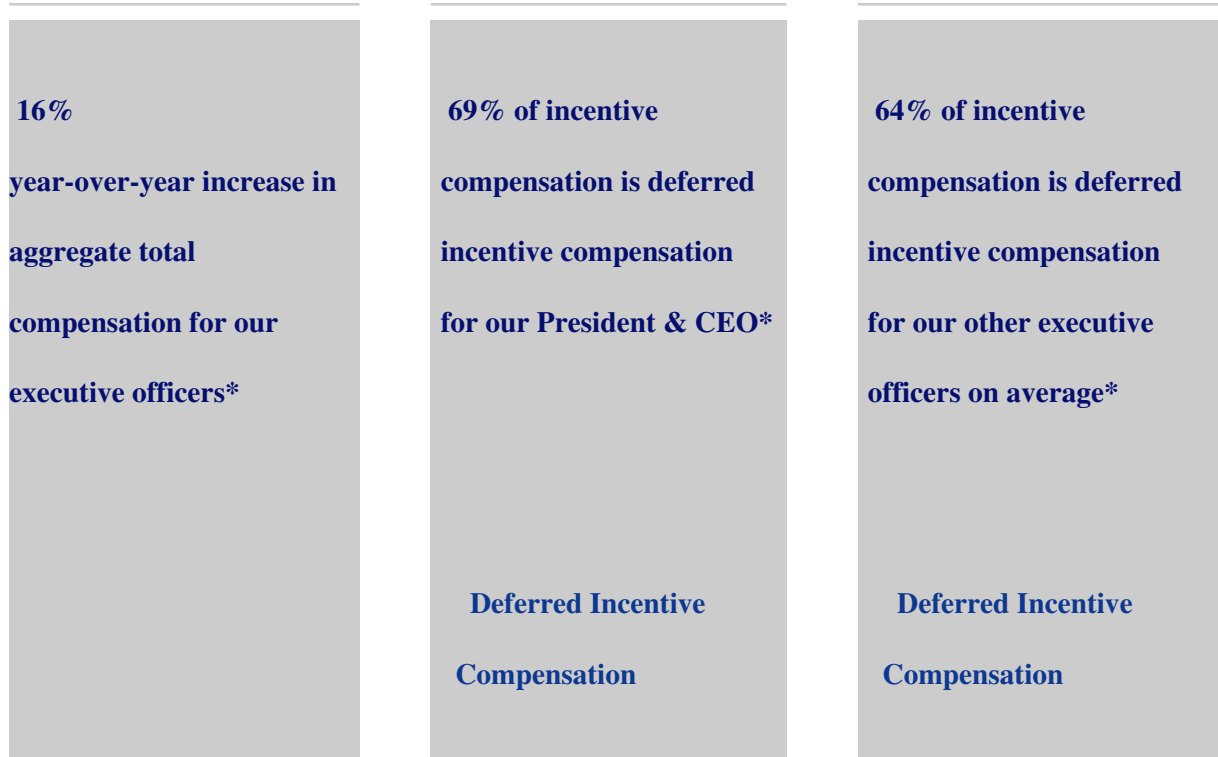 16%
year-over-year increase in
aggregate total
compensation for our
executive officers*
69% of incentive
compensation is deferred
incentive compensation
for our President & CEO*
Deferred Incentive
Compensation
64% of incentive
compensation is deferred
incentive compensation
for our other executive
officers on average*
Deferred Incentive
Compensation